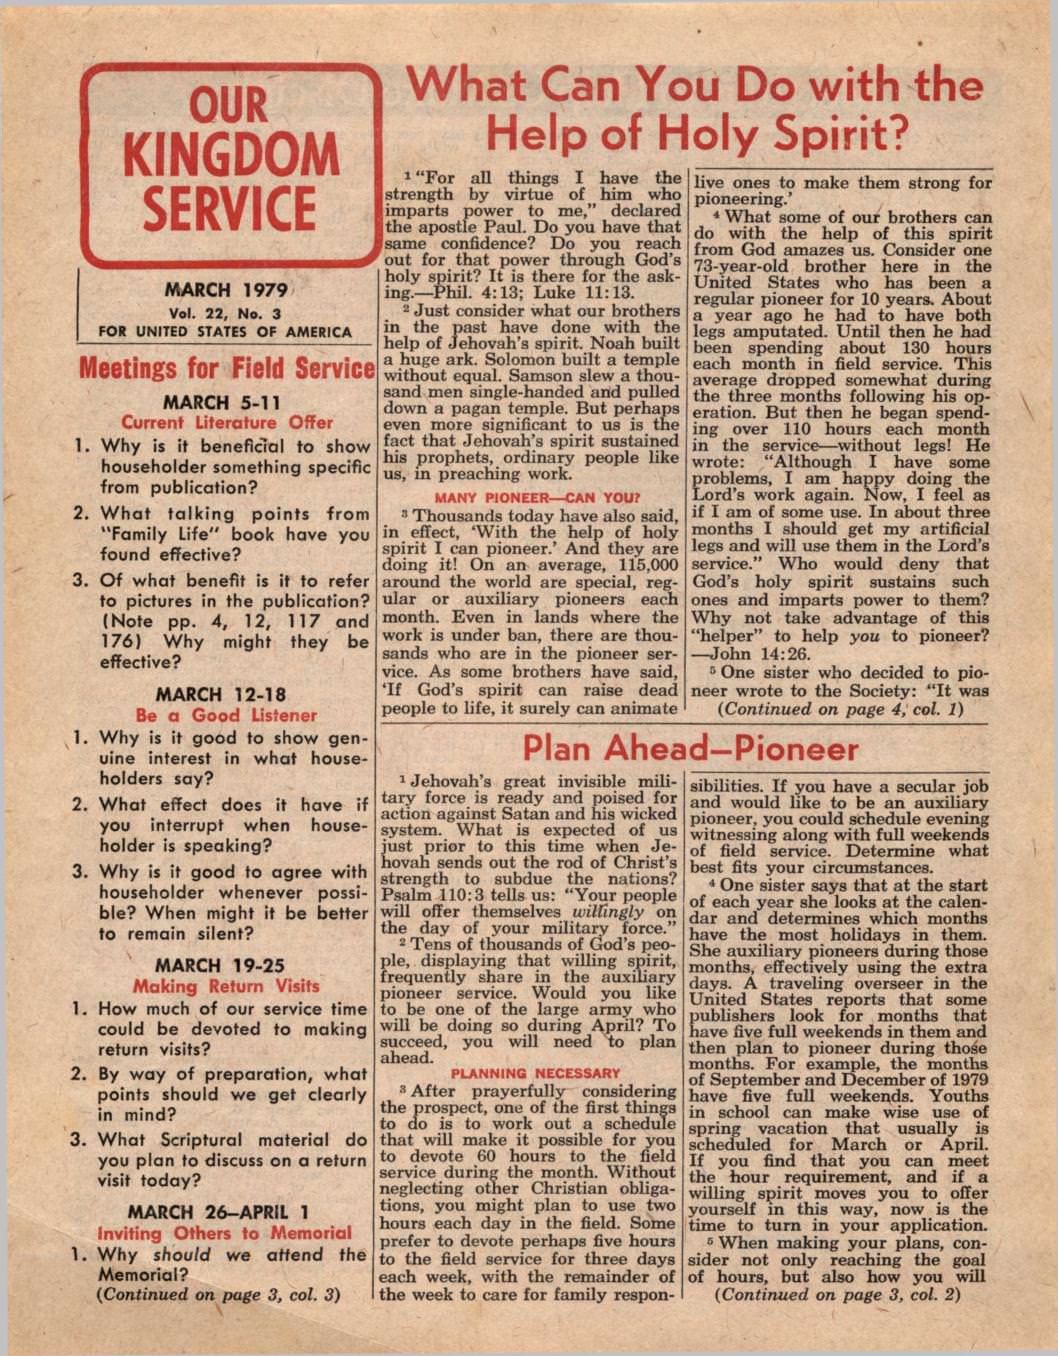 OUR
KINGDOM
SERVICE
MARCH 1979
Vol. 22, No. 3
FOR UNITED STATES OF AMERICA
Meetings for Field Service
MARCH 5-11
Current Literature Offer
1. Why is it beneficial to show
householder something specific
from publication?
2. What talking points from
"Family Life" book have you
found effective?
3. Of what benefit is it to refer
to pictures in the publication?
(Note pp. 4, 12, 117 and
176) Why might they be
effective?
MARCH 12-18
Be a Good Listener
1. Why is it good to show gen-
uine interest in what house-
holders say?
2. What effect does it have if
you interrupt when house-
holder is speaking?
3. Why is it good to agree with
householder whenever possi-
ble? When might it be better
to remain silent?
MARCH 19-25
Making Return Visits
1. How much of our service time
could be devoted to making
return visits?
2. By way of preparation, what
points should we get clearly
in mind?
3. What Scriptural material do
you plan to discuss on a return
visit today?
MARCH 26–APRIL 1
Inviting Others to Memorial
1. Why should we attend the
Memorial?
(Continued on page 3, col. 3)
What Can You Do with the
Help of Holy Spirit?
1 "For all things I have the
strength by virtue of him who
imparts power to me," declared
the apostle Paul. Do you have that
same confidence? Do you reach
out for that power through God's
holy spirit? It is there for the ask-
ing.—Phil. 4:13; Luke 11:13.
2 Just consider what our brothers
in the past have done with the
help of Jehovah's spirit. Noah built
a huge ark. Solomon built a temple
without equal. Samson slew a thou-
sand men single-handed and pulled
down a pagan temple. But perhaps
even more significant to us is the
fact that Jehovah's spirit sustained
his prophets, ordinary people like
us, in preaching work.
MANY PIONEER—CAN YOU?
3 Thousands today have also said,
in effect, 'With the help of holy
spirit I can pioneer.' And they are
doing it! On an average, 115,000
around the world are special, reg-
ular or auxiliary pioneers each
month. Even in lands where the
work is under ban, there are thou-
sands who are in the pioneer ser-
vice. As some brothers have said,
'If God's spirit can raise dead
people to life, it surely can animate
live ones to make them strong for
pioneering.'
4 What some of our brothers can
do with the help of this spirit
from God amazes us. Consider one
73-year-old brother here in the
United States who has been a
regular pioneer for 10 years. About
a year ago he had to have both
legs amputated. Until then he had
been spending about 130 hours
each month in field service. This
average dropped somewhat during
the three months following his op-
eration. But then he began spend-
ing over 110 hours each month
in the service—without legs! He
wrote: "Although I have some
problems, I am happy doing the
Lord's work again. Now, I feel as
if I am of some use. In about three
months I should get my artificial
legs and will use them in the Lord's
service." Who would deny that
God's holy spirit sustains such
ones and imparts power to them?
Why not take advantage of this
"helper" to help you to pioneer?
—John 14:26.
5 One sister who decided to pio-
neer wrote to the Society: "It was
(Continued on page 4, col. 1)
Plan Ahead—Pioneer
1 Jehovah's great invisible mili-
tary force is ready and poised for
action against Satan and his wicked
system. What is expected of us
just prior to this time when Je-
hovah sends out the rod of Christ's
strength to subdue the nations?
Psalm 110:3 tells us: "Your people
will offer themselves willingly on
the day of your military force."
2 Tens of thousands of God's peo-
ple, displaying that willing spirit,
frequently share in the auxiliary
pioneer service. Would you like
to be one of the large army who
will be doing so during April? To
succeed, you will need to plan
ahead.
PLANNING NECESSARY
3 After prayerfully considering
the prospect, one of the first things
to do is to work out a schedule
that will make it possible for you
to devote 60 hours to the field
service during the month. Without
neglecting other Christian obliga-
tions, you might plan to use two
hours each day in the field. Some
prefer to devote perhaps five hours
to the field service for three days
each week, with the remainder of
the week to care for family respon-
sibilities. If you have a secular job
and would like to be an auxiliary
pioneer, you could schedule evening
witnessing along with full weekends
of field service. Determine what
best fits your circumstances.
4 One sister says that at the start
of each year she looks at the calen-
dar and determines which months
have the most holidays in them.
She auxiliary pioneers during those
months, effectively using the extra
days. A traveling overseer in the
United States reports that some
publishers look for months that
have five full weekends in them and
then plan to pioneer during those
months. For example, the months
of September and December of 1979
have five full weekends. Youths
in school can make wise use of
spring vacation that usually is
scheduled for March or April.
If you find that you can meet
the hour requirement, and if a
willing spirit moves you to offer
yourself in this way, now is the
time to turn in your application.
5 When making your plans, con-
sider not only reaching the goal
of hours, but also how you will
(Continued on page 3, col. 2)